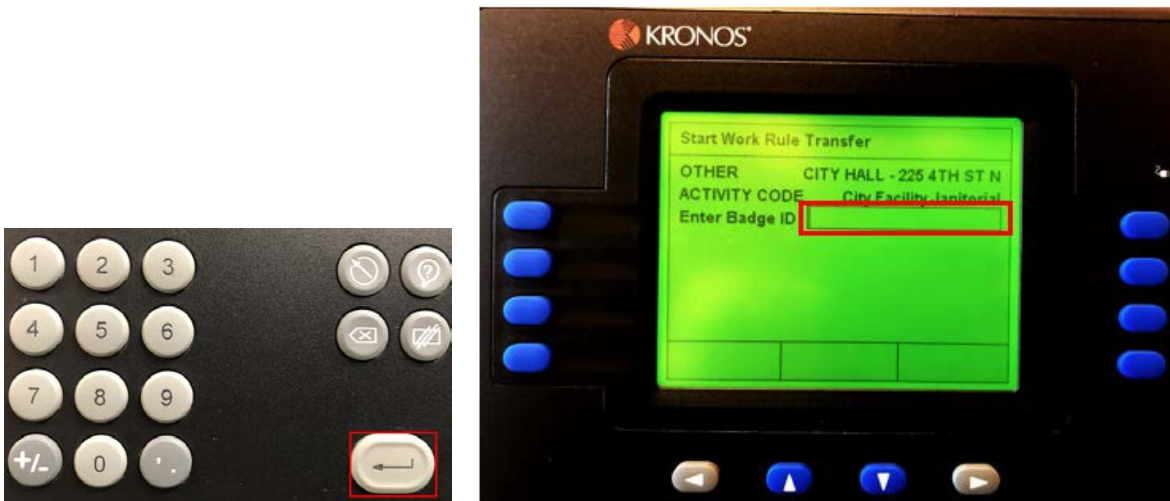 1 2 3
4 5 6
7 8 9
+/- 0 ' .
?
KRONOS
Start Work Rule Transfer
OTHER CITY HALL - 225 4TH ST N
ACTIVITY CODE City Facility-Janitorial
Enter Badge ID